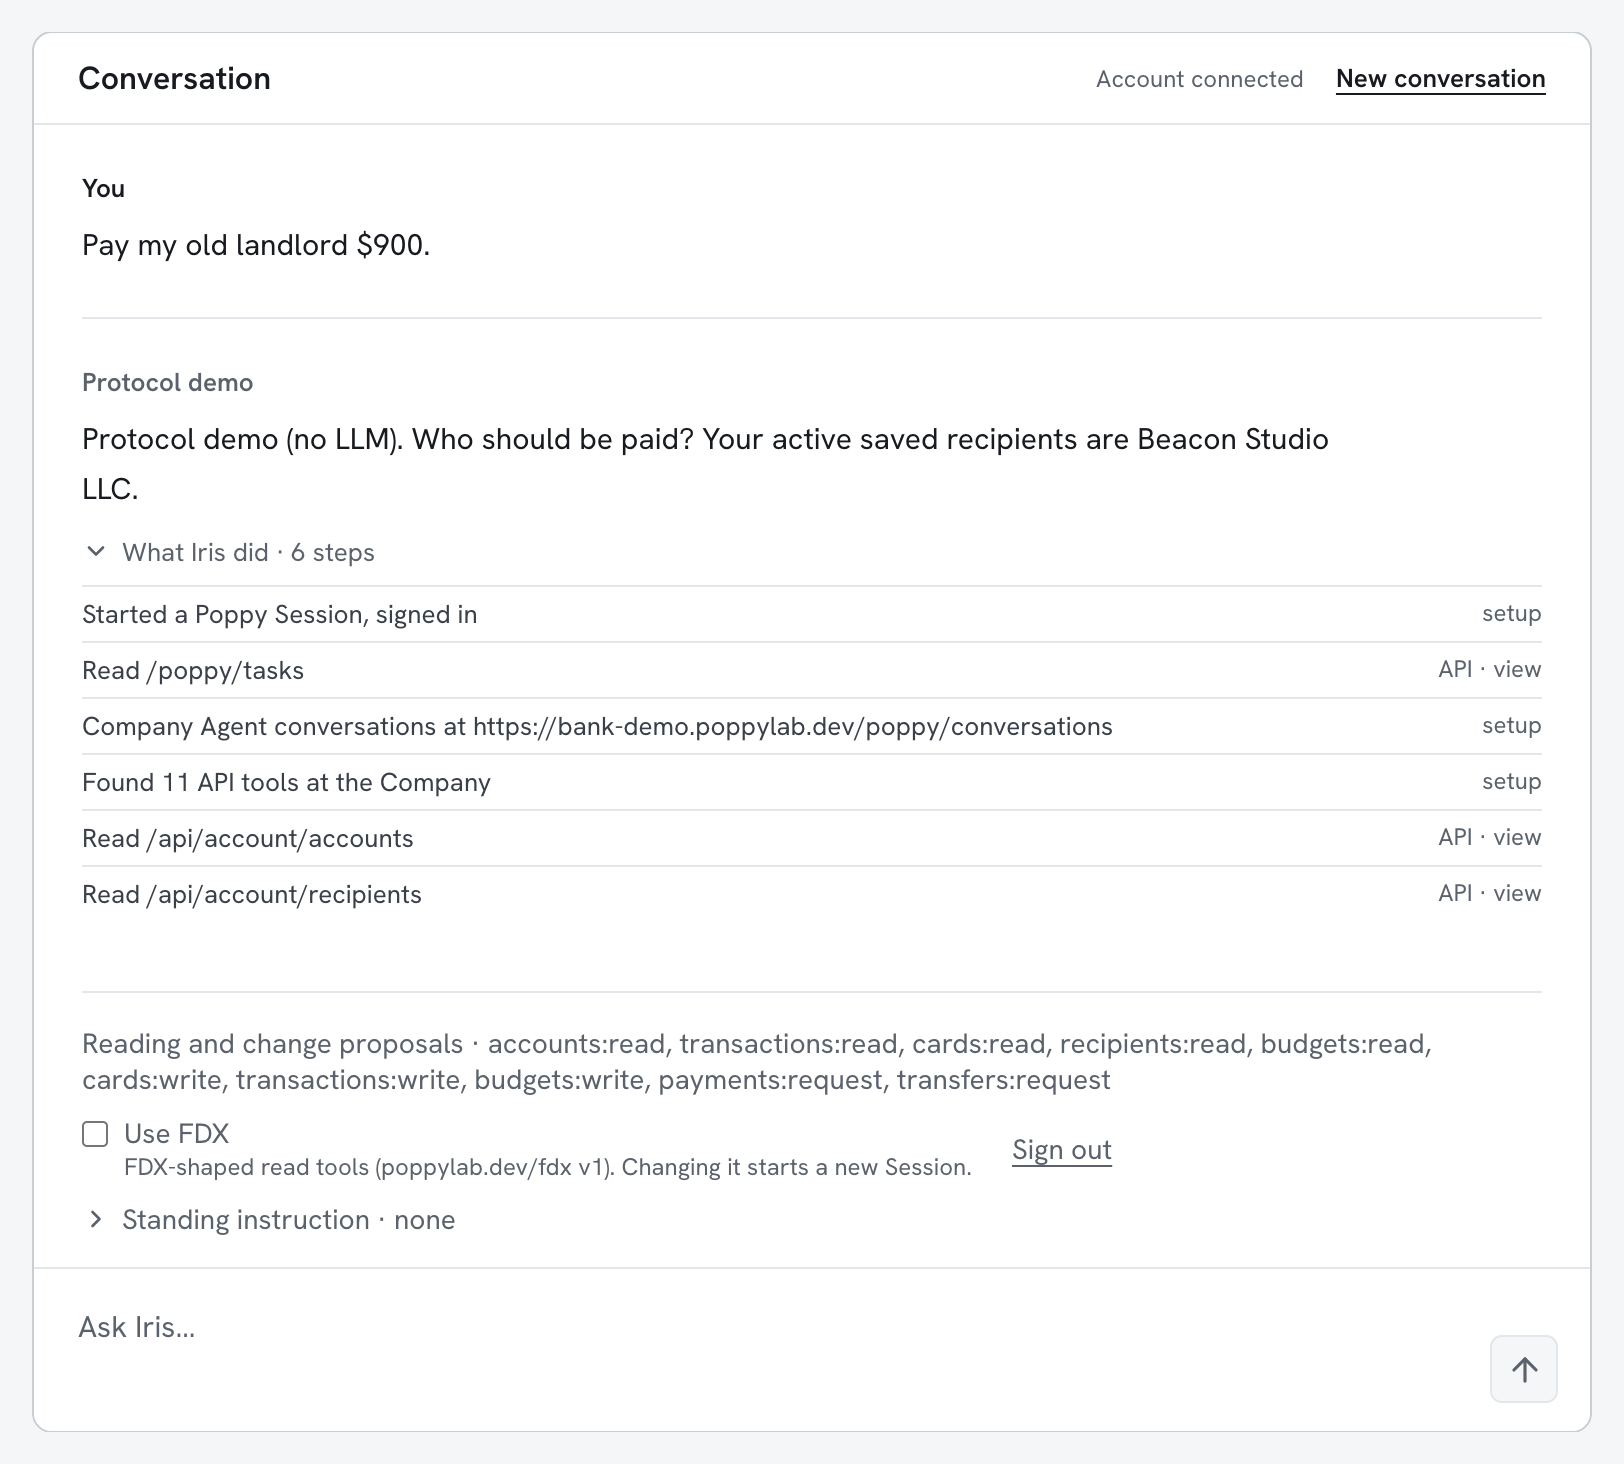 Conversation
Account connected
New conversation
You
Pay my old landlord $900.
Protocol demo
Protocol demo (no LLM). Who should be paid? Your active saved recipients are Beacon Studio
LLC.
What Iris did · 6 steps
Started a Poppy Session, signed in
setup
Read /poppy/tasks
API · view
Company Agent conversations at https://bank-demo.poppylab.dev/poppy/conversations
setup
Found 11 API tools at the Company
setup
Read /api/account/accounts
API · view
Read /api/account/recipients
API · view
Reading and change proposals · accounts:read, transactions:read, cards:read, recipients:read, budgets:read,
cards:write, transactions:write, budgets:write, payments:request, transfers:request
Use FDX
FDX-shaped read tools (poppylab.dev/fdx v1). Changing it starts a new Session.
Sign out
Standing instruction · none
Ask Iris...